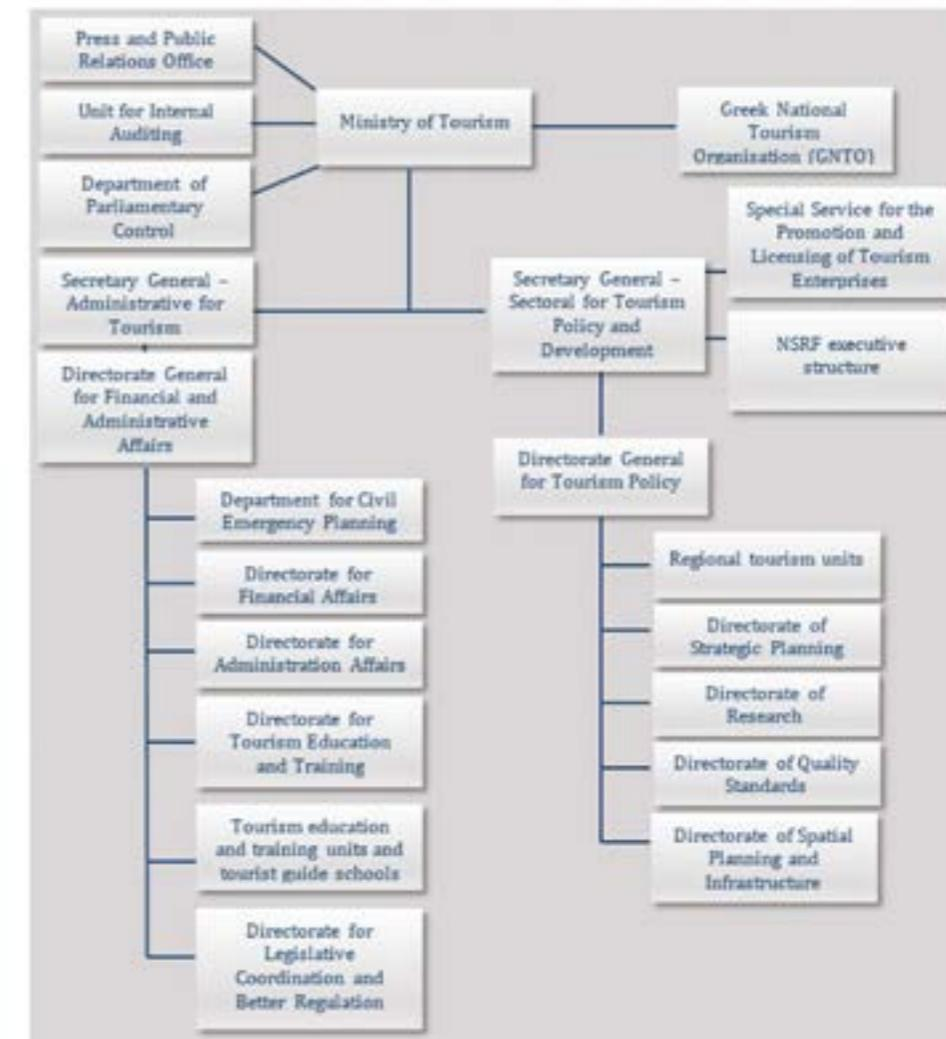 Press and Public
Relations Office
Unit for Internal
Auditing
Department of
Parliamentary
Control
Ministry of Tourism
Greek National
Tourism
Organisation (GNTO)
Secretary General –
Administrative for
Tourism
Secretary General –
Sectoral for Tourism
Policy and
Development
Special Service for the
Promotion and
Licensing of Tourism
Enterprises
NSRF executive
structure
Directorate General
for Financial and
Administrative
Affairs
Department for Civil
Emergency Planning
Directorate for
Financial Affairs
Directorate for
Administration Affairs
Directorate for
Tourism Education
and Training
Tourism education
and training units and
tourist guide schools
Directorate for
Legislative
Coordination and
Better Regulation
Directorate General
for Tourism Policy
Regional tourism units
Directorate of
Strategic Planning
Directorate of
Research
Directorate of Quality
Standards
Directorate of Spatial
Planning and
Infrastructure